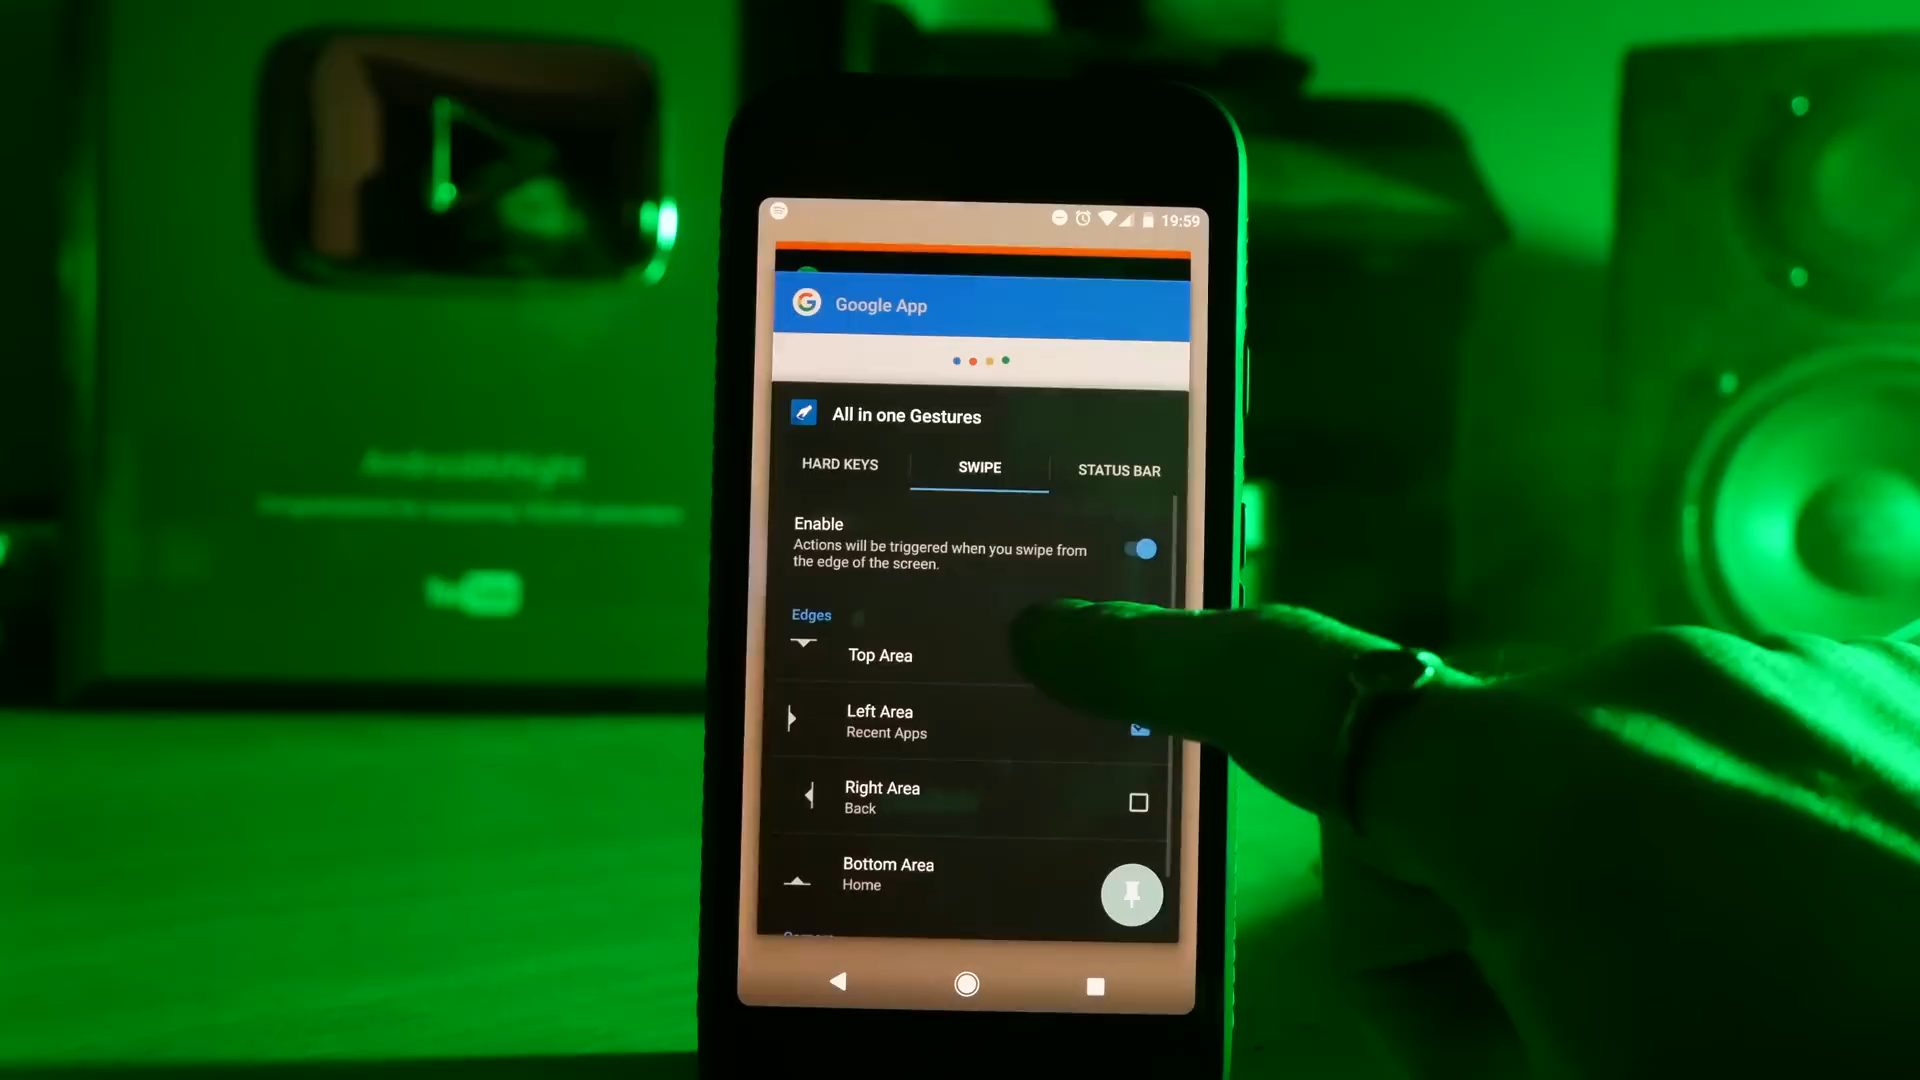 19:59
Google App
All in one Gestures
HARD KEYS
SWIPE
STATUS BAR
Enable
Actions will be triggered when you swipe from
the edge of the screen.
Edges
Top Area
Left Area
Recent Apps
Right Area
Back
Bottom Area
Home